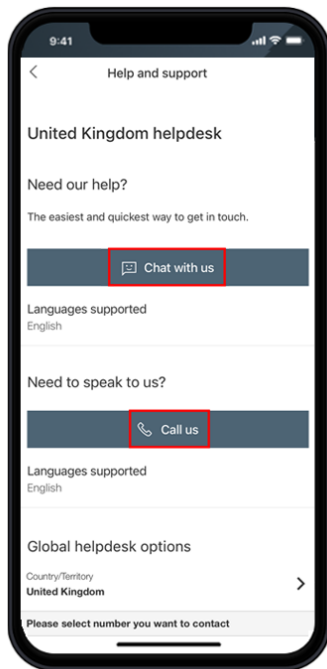 9:41
Help and support
United Kingdom helpdesk
Need our help?
The easiest and quickest way to get in touch.
Chat with us
Languages supported
English
Need to speak to us?
Call us
Languages supported
English
Global helpdesk options
Country/Territory
United Kingdom
Please select number you want to contact